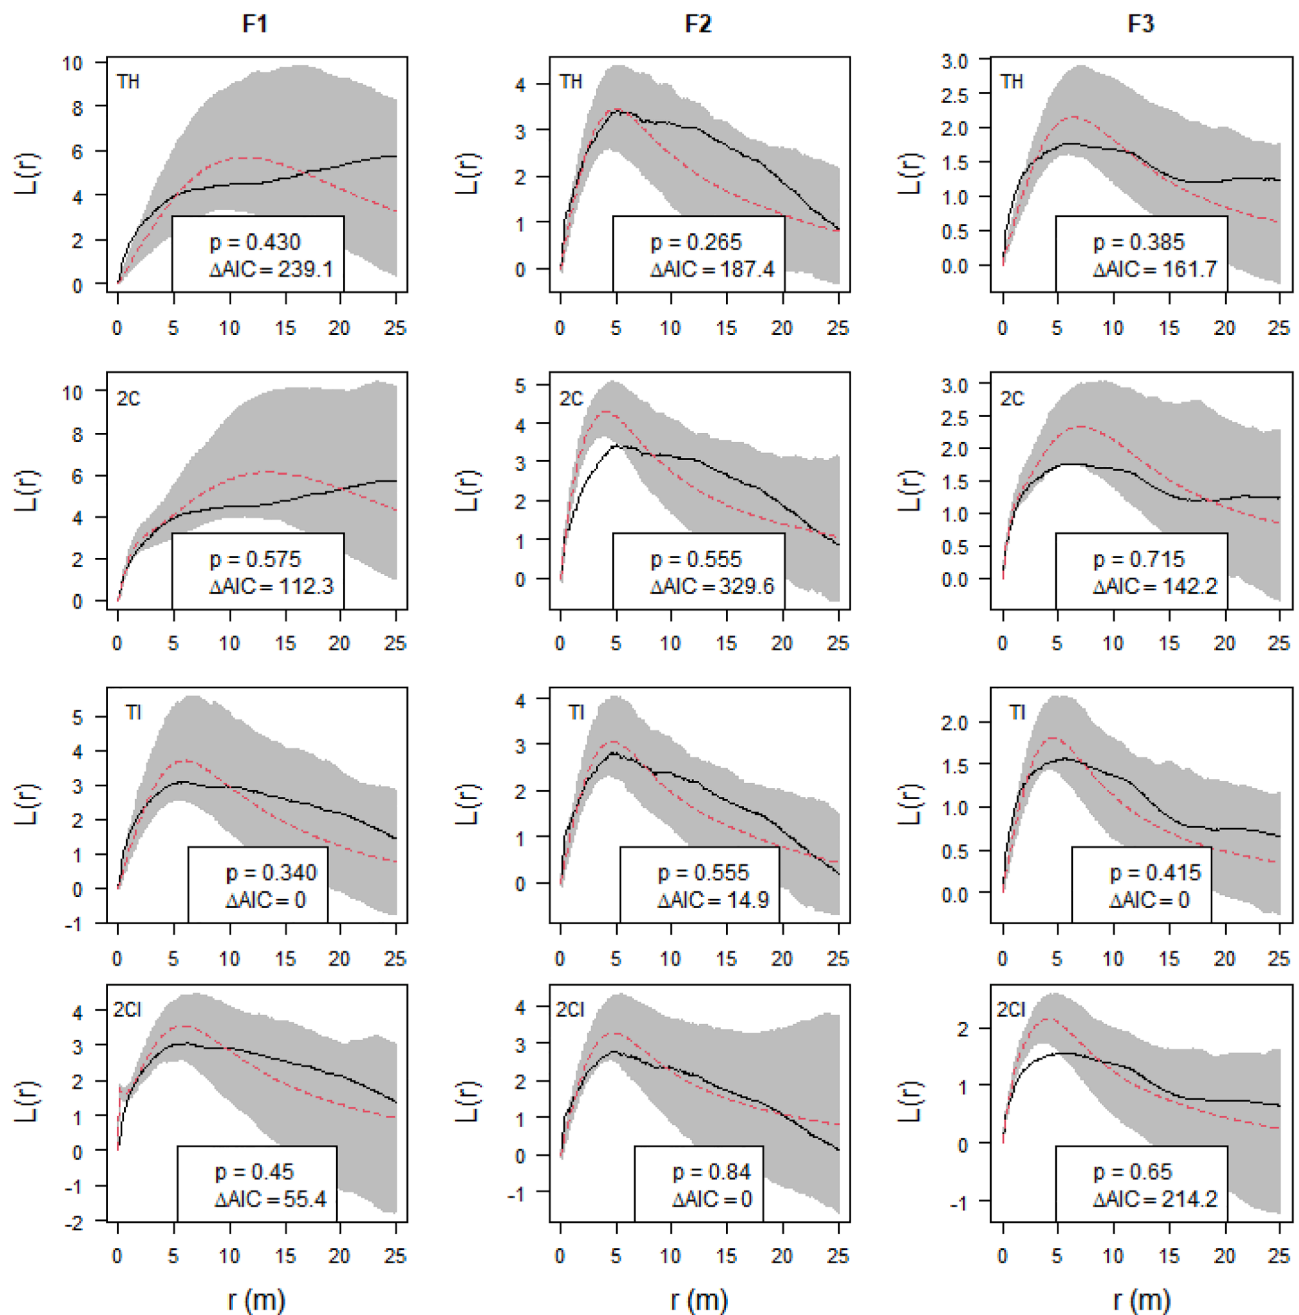 F1 F2 F3
TH TH TH
10 8 6 4 2 0
4 3 2 1 0
3.0 2.5 2.0 1.5 1.0 0.5 0.0
L(r) L(r) L(r)
p = 0.430 p = 0.265 p = 0.385
ΔAIC = 239.1 ΔAIC = 187.4 ΔAIC = 161.7
0 5 10 15 20 25 0 5 10 15 20 25 0 5 10 15 20 25
2C 2C 2C
10 8 6 4 2 0
5 4 3 2 1 0
3.0 2.5 2.0 1.5 1.0 0.5 0.0
L(r) L(r) L(r)
p = 0.575 p = 0.555 p = 0.715
ΔAIC = 112.3 ΔAIC = 329.6 ΔAIC = 142.2
0 5 10 15 20 25 0 5 10 15 20 25 0 5 10 15 20 25
TI TI TI
5 4 3 2 1 0 -1
4 3 2 1 0
2.0 1.5 1.0 0.5 0.0
L(r) L(r) L(r)
p = 0.340 p = 0.555 p = 0.415
ΔAIC = 0 ΔAIC = 14.9 ΔAIC = 0
0 5 10 15 20 25 0 5 10 15 20 25 0 5 10 15 20 25
2CI 2CI 2CI
4 3 2 1 0 -1 -2
4 3 2 1 0 -1
2 1 0 -1
L(r) L(r) L(r)
p = 0.45 p = 0.84 p = 0.65
ΔAIC = 55.4 ΔAIC = 0 ΔAIC = 214.2
0 5 10 15 20 25 0 5 10 15 20 25 0 5 10 15 20 25
r (m) r (m) r (m)